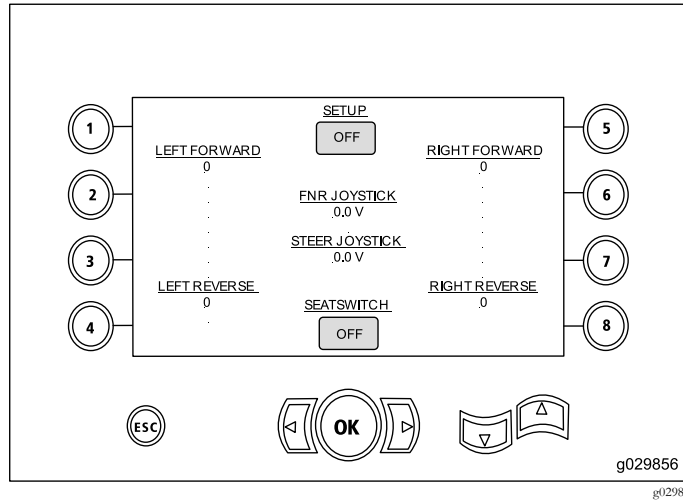 SETUP
OFF
LEFT FORWARD
0
RIGHT FORWARD
0
FNR JOYSTICK
0.0 V
STEER JOYSTICK
0.0 V
LEFT REVERSE
0
RIGHT REVERSE
0
SEATSWITCH
OFF
1
2
3
4
5
6
7
8
ESC
OK
g029856
g0298